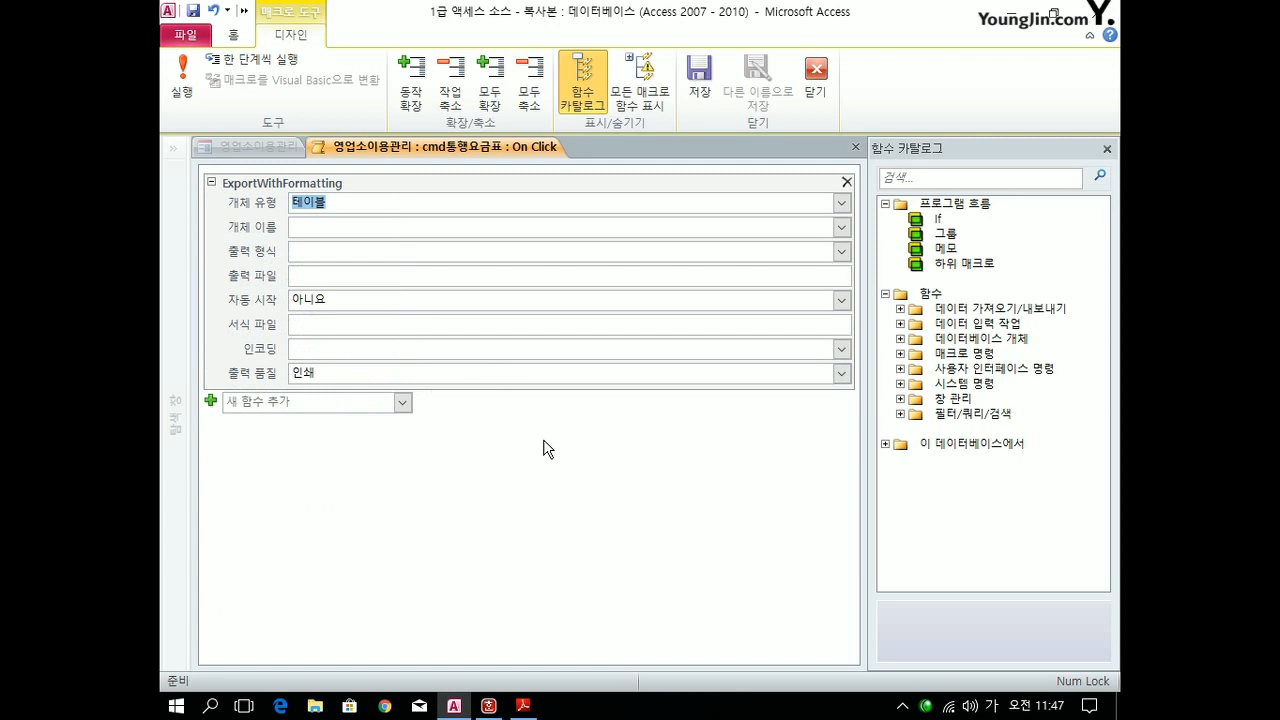 매크로 도구
1급 액세스 소스 - 복사본 : 데이터베이스 (Access 2007 - 2010) - Microsoft Access
YoungJin.com Y.
파일
홈
디자인
실행
한 단계씩 실행
매크로를 Visual Basic으로 변환
도구
동작 확장
작업 축소
모두 확장
모두 축소
확장/축소
함수 카탈로그
모든 매크로 함수 표시
표시/숨기기
저장
다른 이름으로 저장
닫기
닫기
영업소이용관리
영업소이용관리 : cmd통행요금표 : On Click
함수 카탈로그
ExportWithFormatting
개체 유형 테이블
개체 이름
출력 형식
출력 파일
자동 시작 아니요
서식 파일
인코딩
출력 품질 인쇄
새 함수 추가
탐색 창
검색...
프로그램 흐름
If
그룹
메모
하위 매크로
함수
데이터 가져오기/내보내기
데이터 입력 작업
데이터베이스 개체
매크로 명령
사용자 인터페이스 명령
시스템 명령
창 관리
필터/쿼리/검색
이 데이터베이스에서
준비
Num Lock
가 오전 11:47